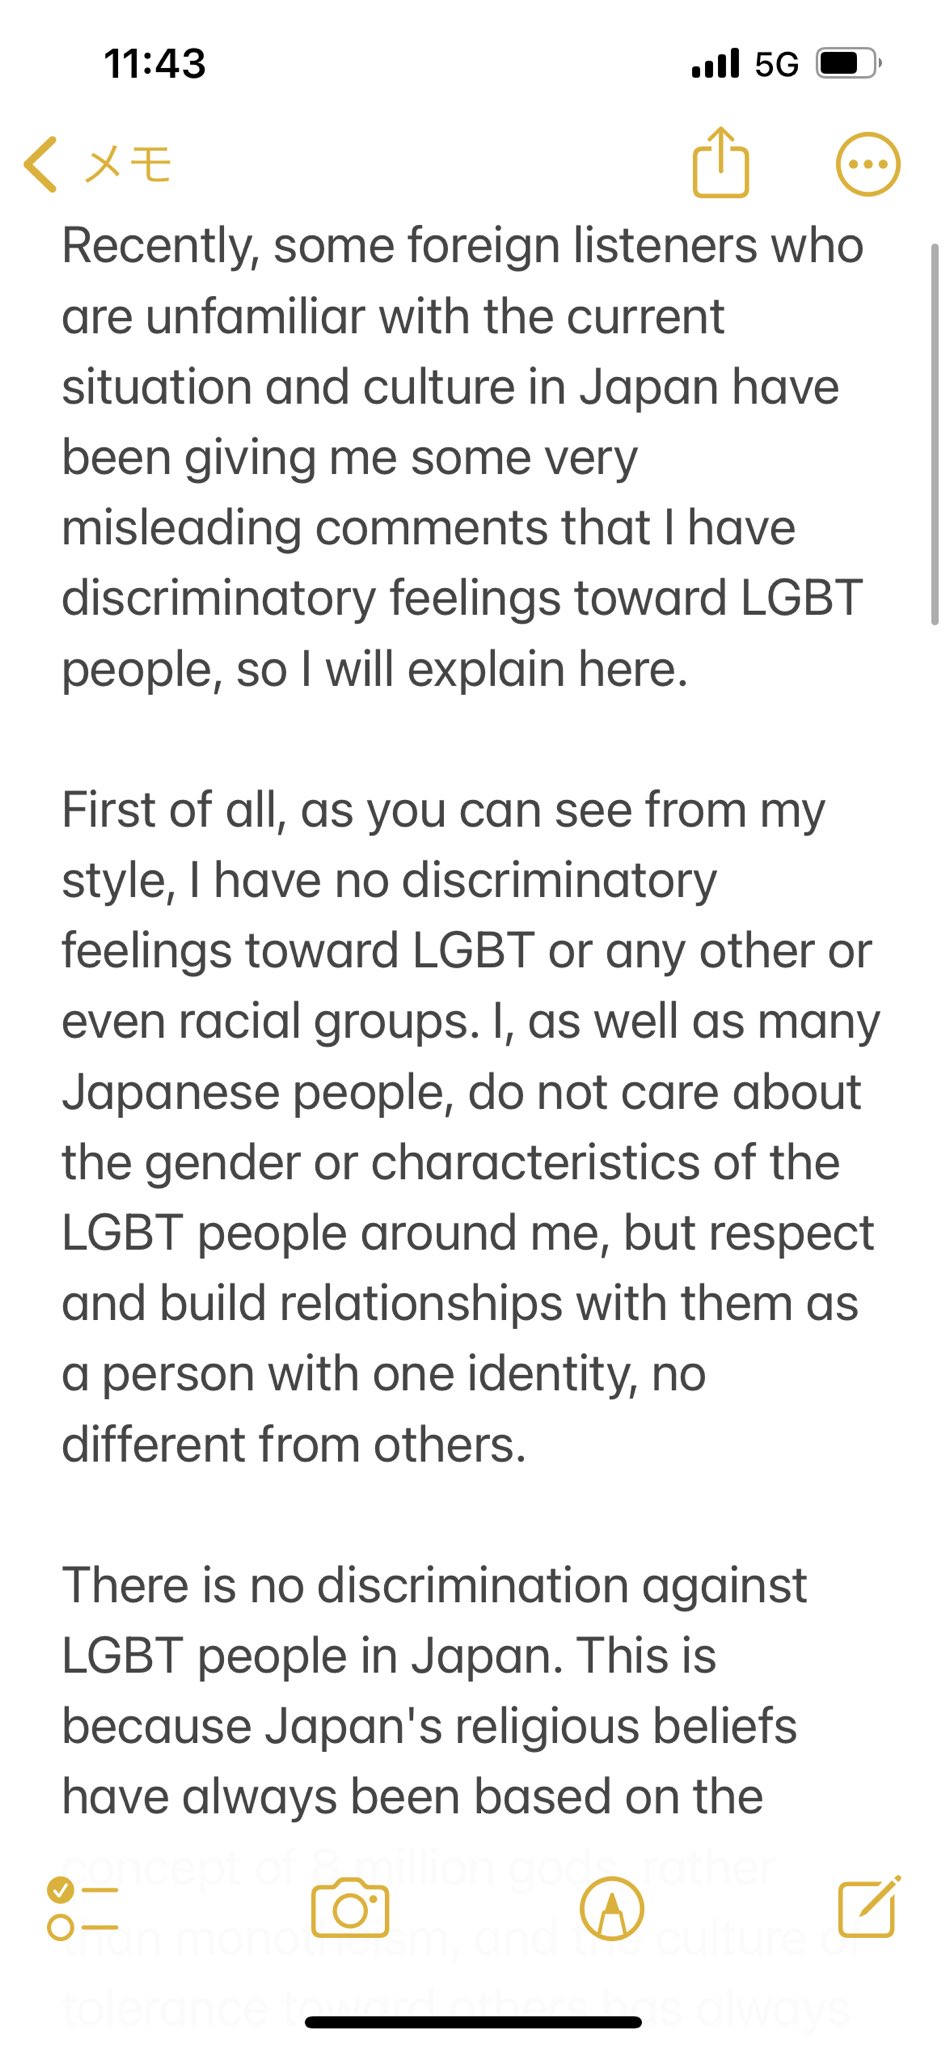 11:43
5G
メモ
Recently, some foreign listeners who
are unfamiliar with the current
situation and culture in Japan have
been giving me some very
misleading comments that I have
discriminatory feelings toward LGBT
people, so I will explain here.
First of all, as you can see from my
style, I have no discriminatory
feelings toward LGBT or any other or
even racial groups. I, as well as many
Japanese people, do not care about
the gender or characteristics of the
LGBT people around me, but respect
and build relationships with them as
a person with one identity, no
different from others.
There is no discrimination against
LGBT people in Japan. This is
because Japan's religious beliefs
have always been based on the
concept of 8 million gods, rather
than monotheism, and the culture of
tolerance toward others has always